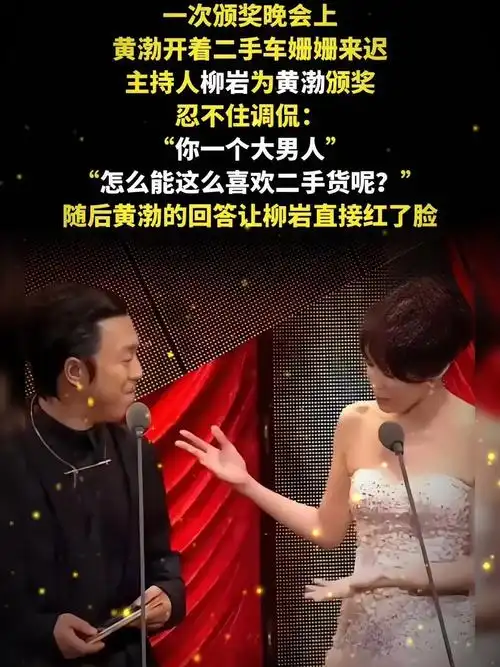 一次颁奖晚会上
黄渤开着二手车姗姗来迟
主持人柳岩为黄渤颁奖
忍不住调侃：
“你一个大男人”
“怎么能这么喜欢二手货呢？”
随后黄渤的回答让柳岩直接红了脸